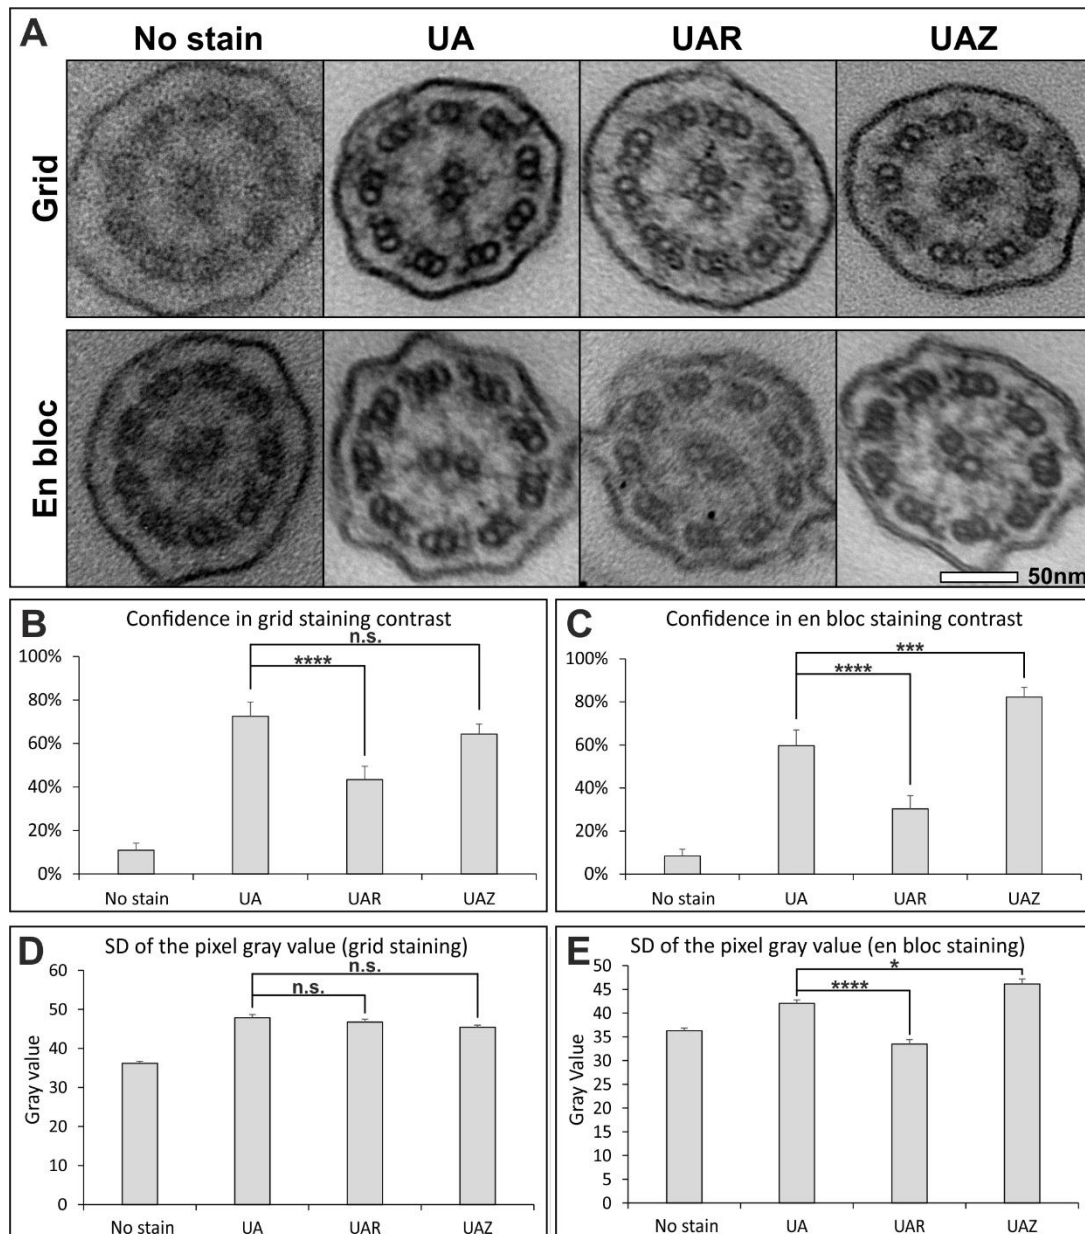 A
No stain
UA
UAR
UAZ
Grid
En bloc
50nm
B
Confidence in grid staining contrast
n.s.
****
100%
80%
60%
40%
20%
0%
No stain
UA
UAR
UAZ
C
Confidence in en bloc staining contrast
***
****
100%
80%
60%
40%
20%
0%
No stain
UA
UAR
UAZ
D
SD of the pixel gray value (grid staining)
n.s.
n.s.
Gray value
60
50
40
30
20
10
0
No stain
UA
UAR
UAZ
E
SD of the pixel gray value (en bloc staining)
*
****
Gray Value
50
45
40
35
30
25
20
15
10
5
0
No stain
UA
UAR
UAZ